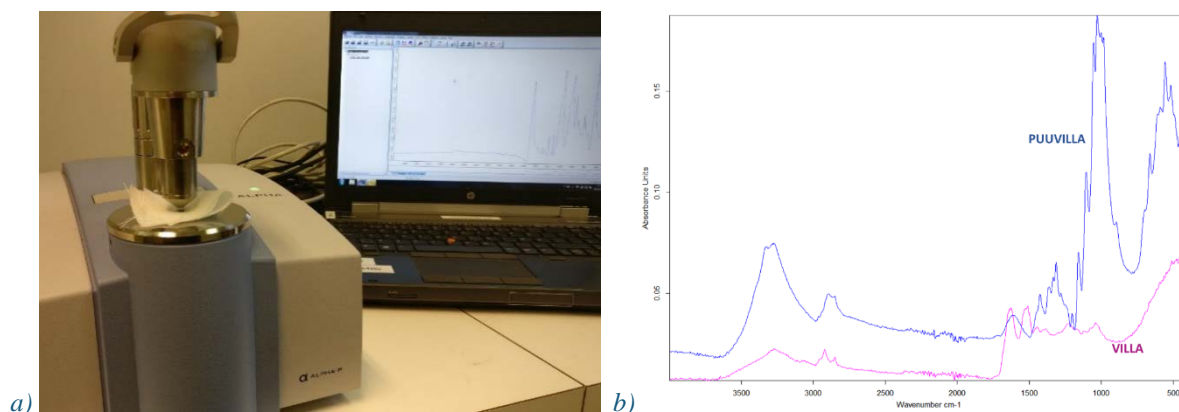 ALPHA
α ALPHA-P
a)
Absorbance Units
0.15
0.10
0.05
PUUVILLA
VILLA
3500
3000
2500
2000
1500
1000
500
Wavenumber cm-1
b)